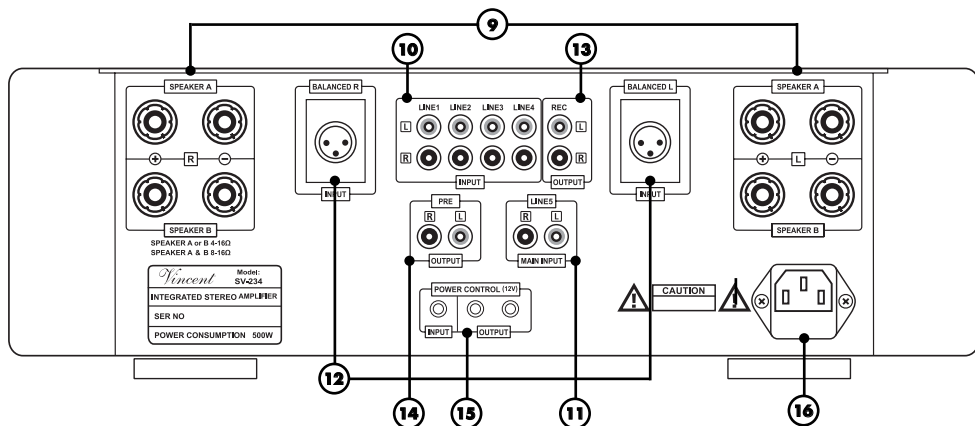 9
10
13
SPEAKER A
BALANCED R
LINE1 LINE2 LINE3 LINE4
REC
BALANCED L
SPEAKER A
L
L
R
R
+ R −
+ L −
INPUT
INPUT
OUTPUT
INPUT
PRE
LINE5
R L
R L
SPEAKER B
SPEAKER B
SPEAKER A or B 4-16Ω
SPEAKER A & B 8-16Ω
OUTPUT
MAIN INPUT
Vincent
Model:
SV-234
INTEGRATED STEREO AMPLIFIER
SER NO
POWER CONSUMPTION 500W
POWER CONTROL (12V)
INPUT
OUTPUT
! CAUTION !
12
14
15
11
16